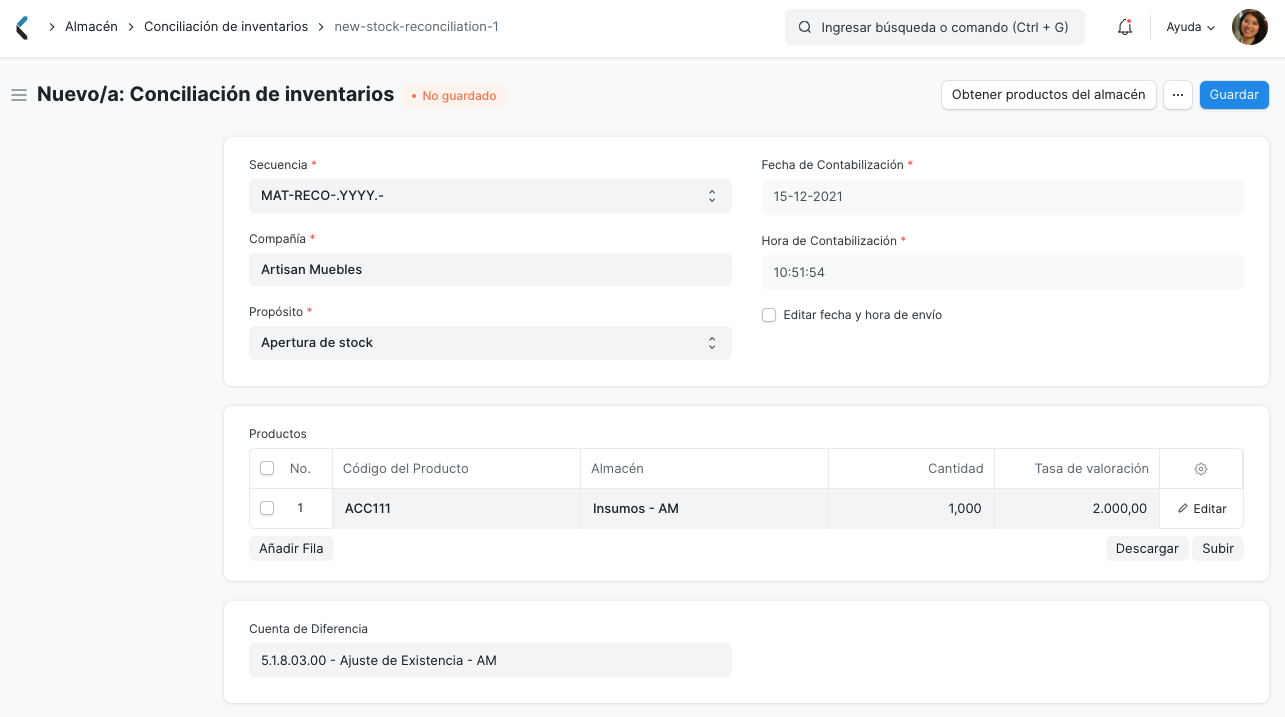 Almacén Conciliación de inventarios new-stock-reconciliation-1 Ingresar búsqueda o comando (Ctrl + G) Ayuda
Nuevo/a: Conciliación de inventarios • No guardado Obtener productos del almacén ... Guardar
Secuencia *
MAT-RECO-.YYYY.-
Compañía *
Artisan Muebles
Propósito *
Apertura de stock
Fecha de Contabilización *
15-12-2021
Hora de Contabilización *
10:51:54
Editar fecha y hora de envío
Productos
No. Código del Producto Almacén Cantidad Tasa de valoración
1 ACC111 Insumos - AM 1,000 2.000,00 Editar
Añadir Fila Descargar Subir
Cuenta de Diferencia
5.1.8.03.00 - Ajuste de Existencia - AM